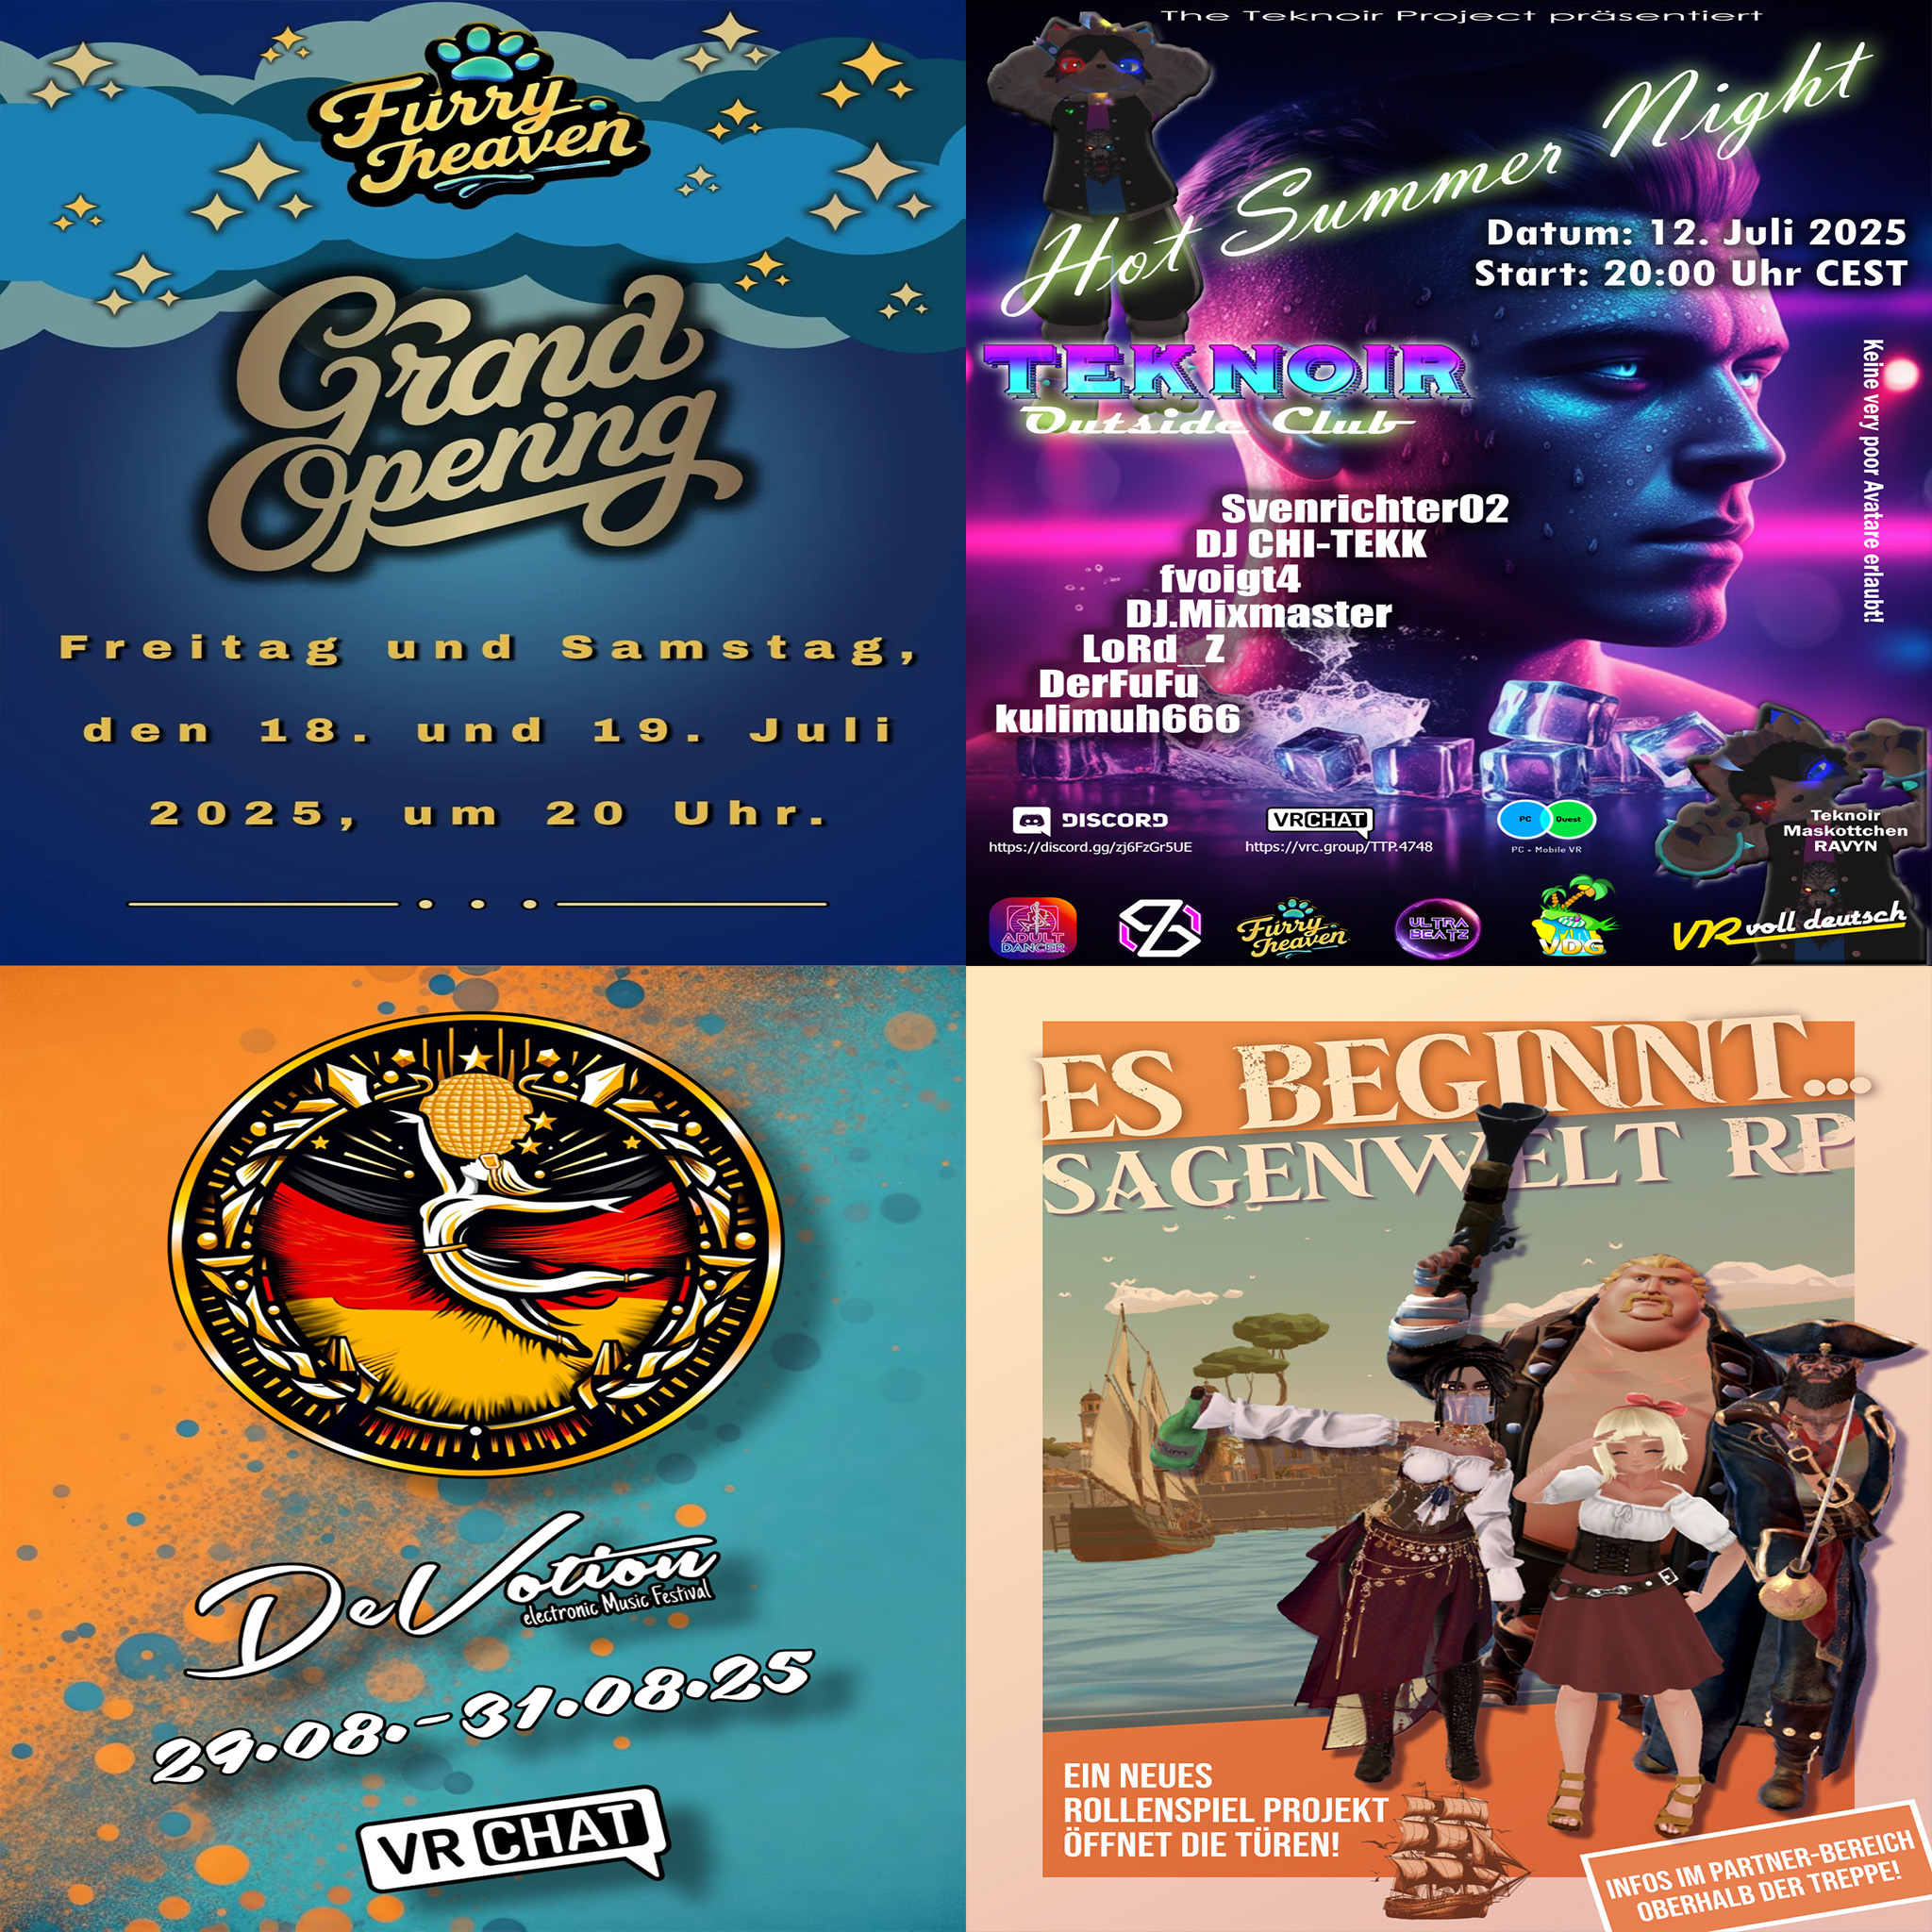 Furry
heaven
Grand
Opening
Freitag und Samstag,
den 18. und 19. Juli
2025, um 20 Uhr.
The Teknoir Project präsentiert
Hot Summer Night
Datum: 12. Juli 2025
Start: 20:00 Uhr CEST
TEKNOIR
Outside Club
Keine very poor Avatare erlaubt!
Svenrichter02
DJ CHI-TEKK
fvoigt4
DJ.Mixmaster
LoRd_Z
DerFuFu
kulimuh666
DISCORD
https://discord.gg/zj6FzGr5UE
VRCHAT
https://vrc.group/TTP.4748
PC Quest
PC + Mobile VR
Teknoir
Maskottchen
RAVYN
ADULT
DANCER
Furry
heaven
ULTRA
BEATZ
VDG
VR voll deutsch
DeVotion
electronic Music Festival
29.08.-31.08.25
VRCHAT
ES BEGINNT...
SAGENWELT RP
EIN NEUES
ROLLENSPIEL PROJEKT
ÖFFNET DIE TÜREN!
INFOS IM PARTNER-BEREICH
OBERHALB DER TREPPE!